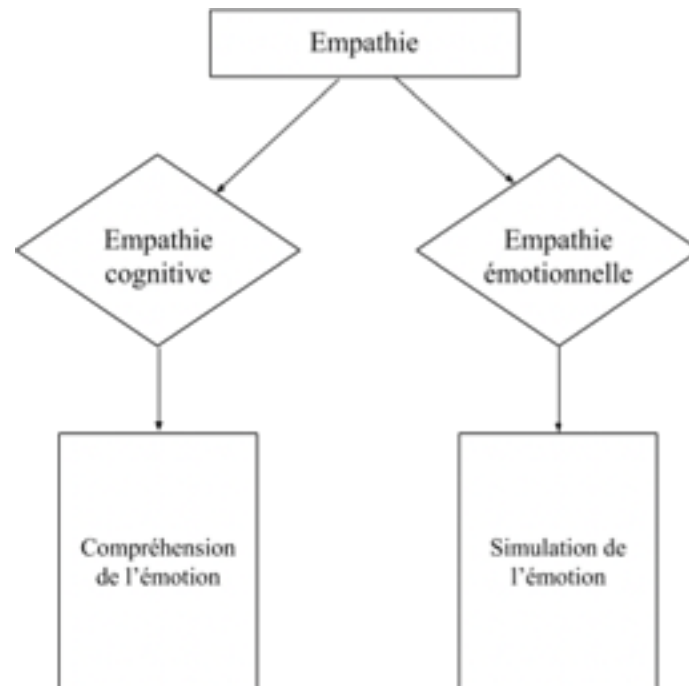 Empathie
Empathie
cognitive
Empathie
émotionnelle
Compréhension
de l’émotion
Simulation de
l’émotion